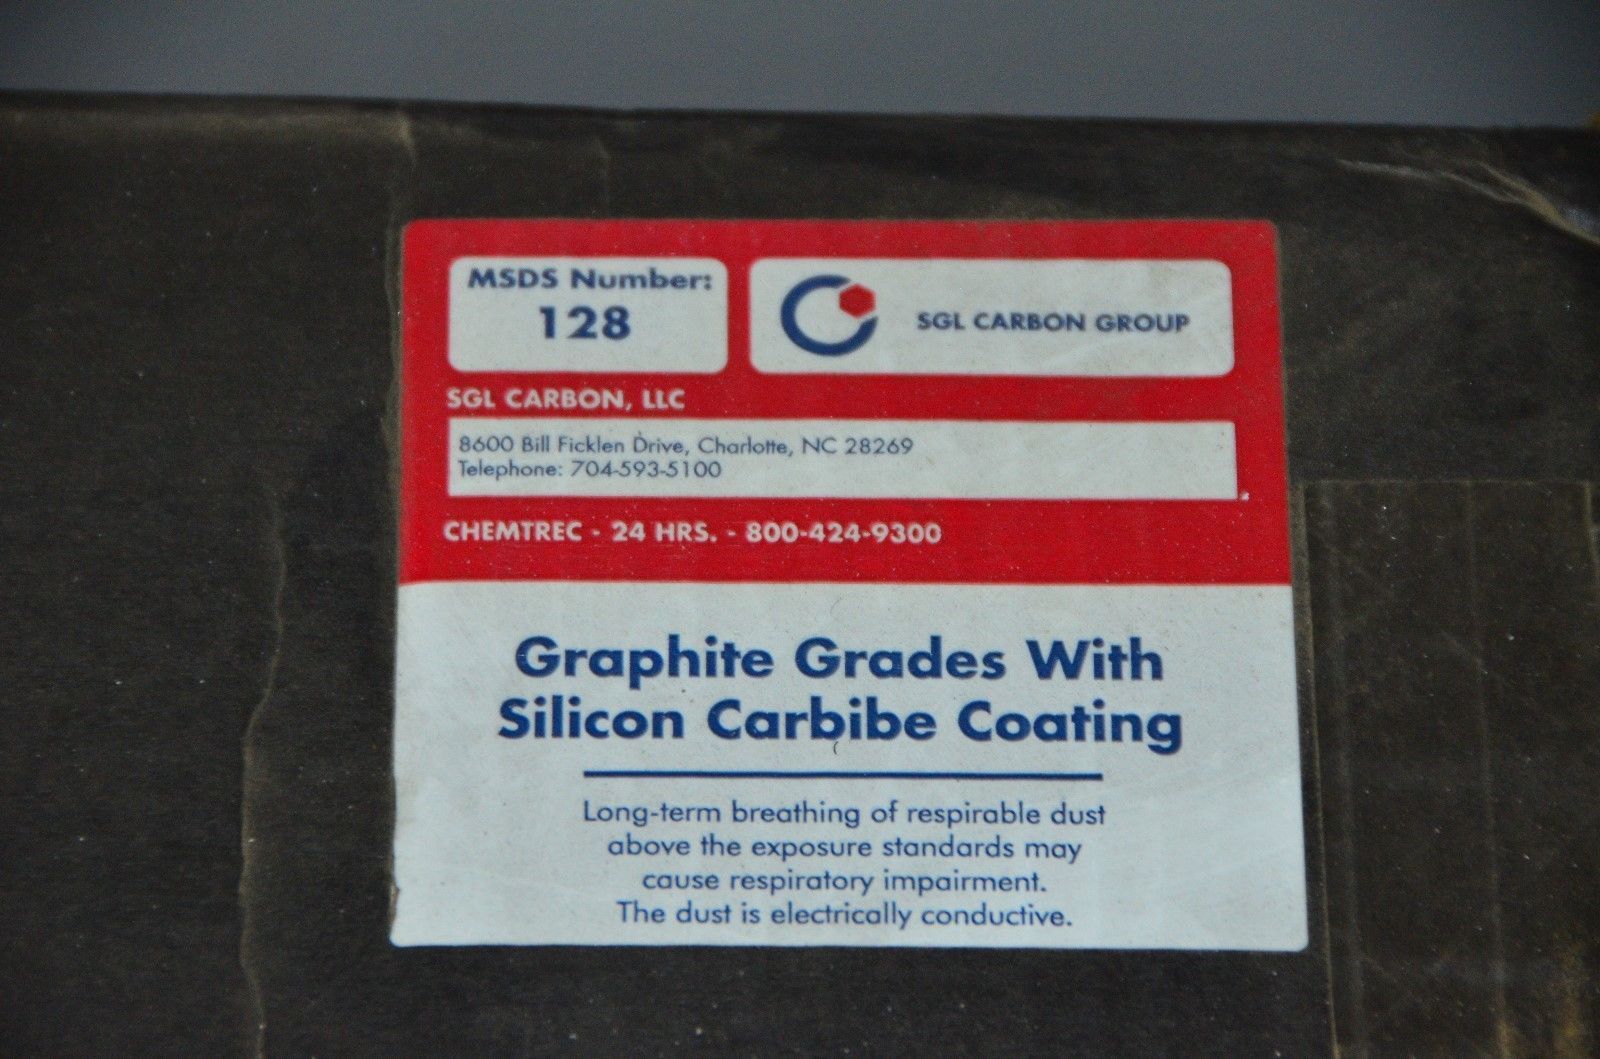 MSDS Number:
128
SGL CARBON GROUP
SGL CARBON, LLC
8600 Bill Ficklen Drive, Charlotte, NC 28269
Telephone: 704-593-5100
CHEMTREC - 24 HRS. - 800-424-9300
Graphite Grades With
Silicon Carbibe Coating
Long-term breathing of respirable dust
above the exposure standards may
cause respiratory impairment.
The dust is electrically conductive.